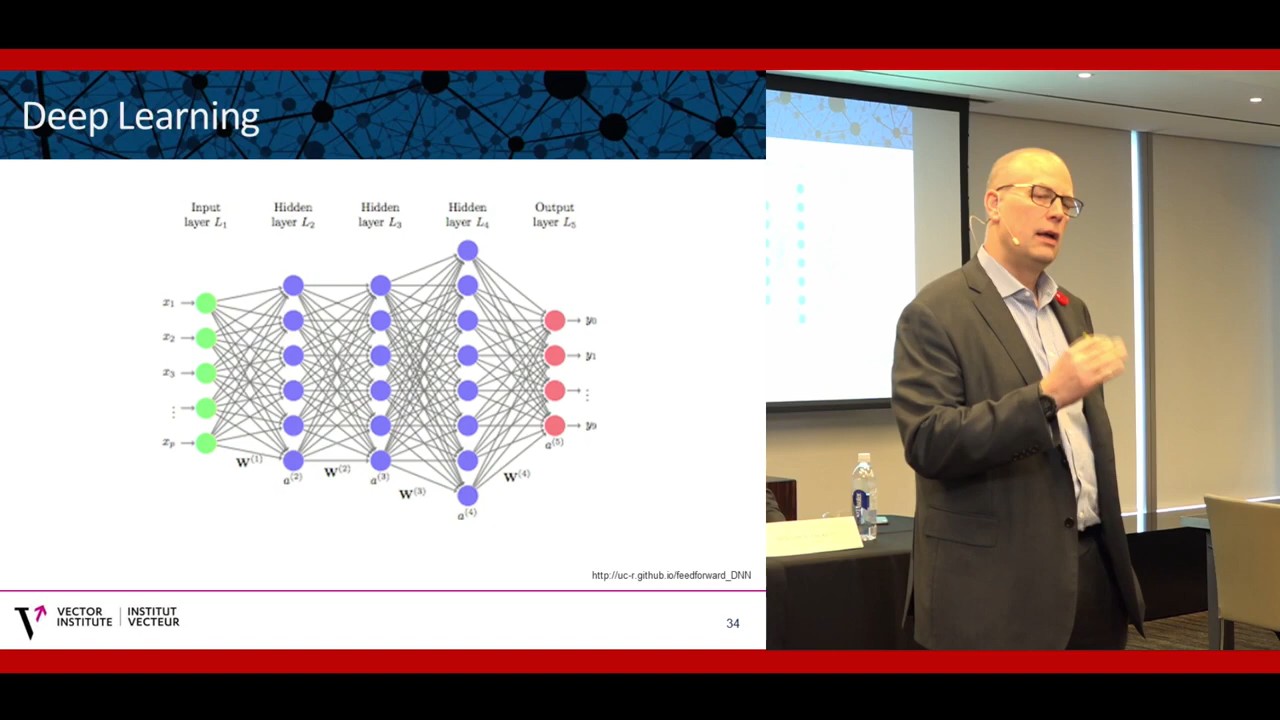 Deep Learning
Input
layer L₁
Hidden
layer L₂
Hidden
layer L₃
Hidden
layer L₄
Output
layer L₅
x₁
x₂
x₃
⋮
xₚ
y₀
y₁
⋮
y₉
W⁽¹⁾
W⁽²⁾
W⁽³⁾
W⁽⁴⁾
a⁽²⁾
a⁽³⁾
a⁽⁴⁾
a⁽⁵⁾
http://uc-r.github.io/feedforward_DNN
VECTOR
INSTITUTE
INSTITUT
VECTEUR
34